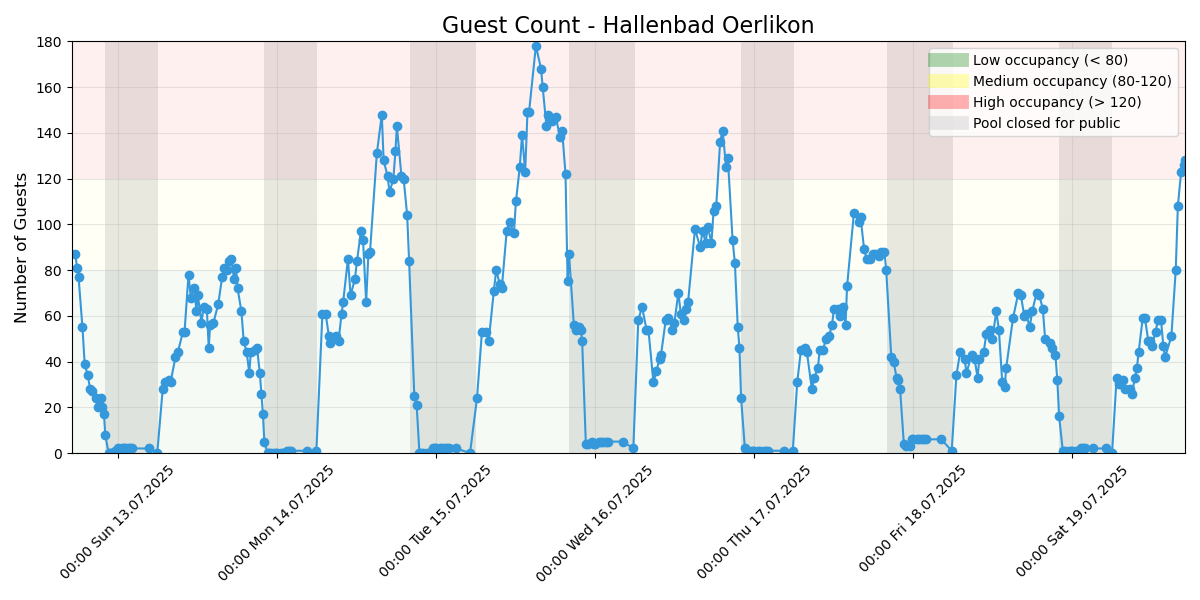 Guest Count - Hallenbad Oerlikon
Number of Guests
180
160
140
120
100
80
60
40
20
0
Low occupancy (< 80)
Medium occupancy (80-120)
High occupancy (> 120)
Pool closed for public
00:00 Sun 13.07.2025
00:00 Mon 14.07.2025
00:00 Tue 15.07.2025
00:00 Wed 16.07.2025
00:00 Thu 17.07.2025
00:00 Fri 18.07.2025
00:00 Sat 19.07.2025